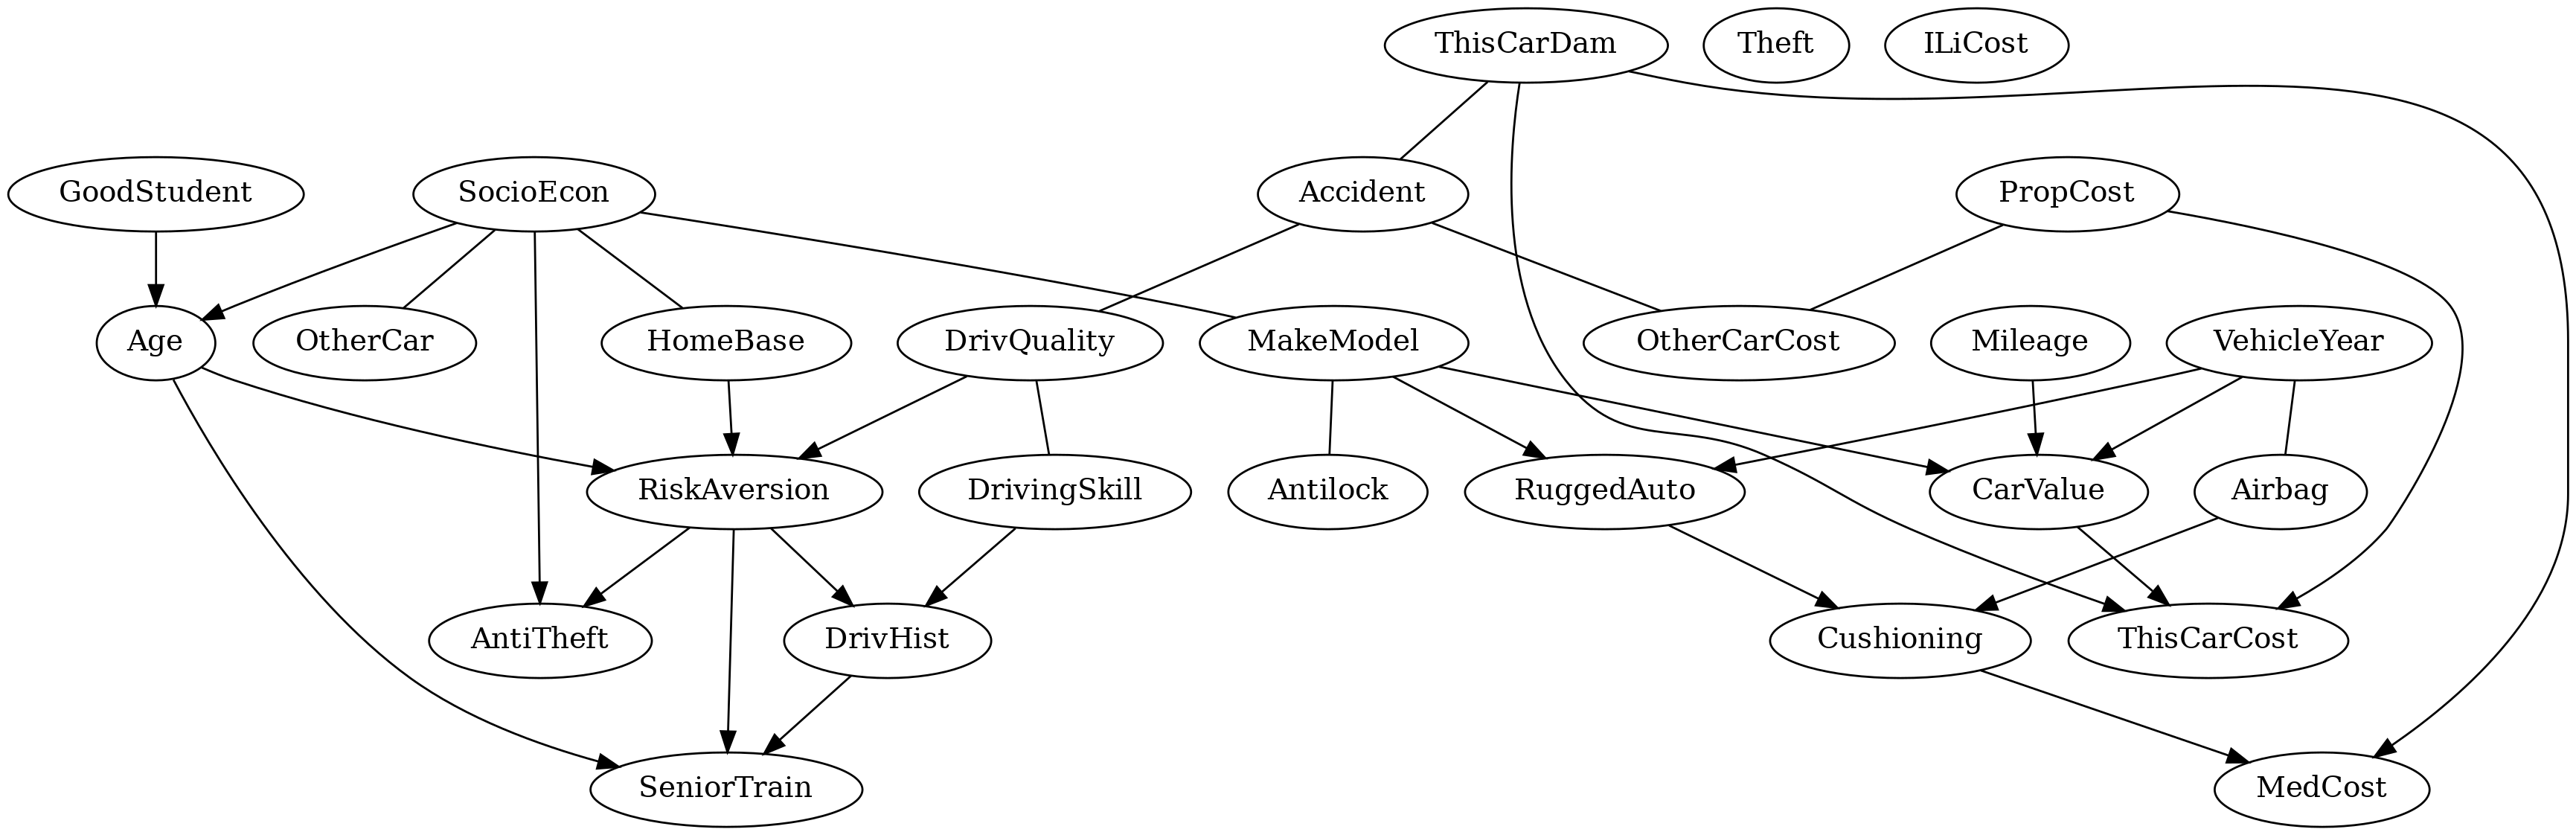 ThisCarDam
Theft
ILiCost
GoodStudent
SocioEcon
Accident
PropCost
Age
OtherCar
HomeBase
DrivQuality
MakeModel
OtherCarCost
Mileage
VehicleYear
RiskAversion
DrivingSkill
Antilock
RuggedAuto
CarValue
Airbag
AntiTheft
DrivHist
Cushioning
ThisCarCost
SeniorTrain
MedCost